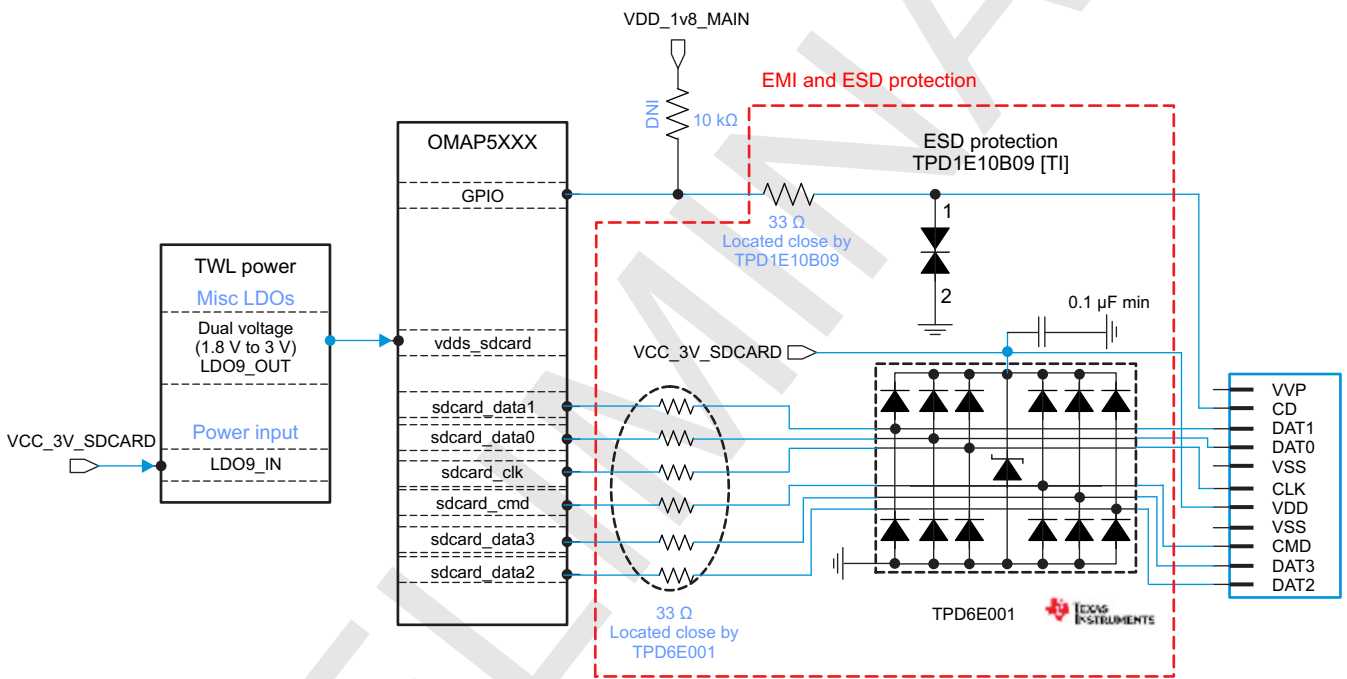 VDD_1v8_MAIN
EMI and ESD protection
DNI
10 kΩ
OMAP5XXX
ESD protection
TPD1E10B09 [TI]
GPIO
33 Ω
Located close by
TPD1E10B09
1
2
TWL power
Misc LDOs
Dual voltage
(1.8 V to 3 V)
LDO9_OUT
0.1 µF min
vdds_sdcard
VCC_3V_SDCARD
VVP
CD
DAT1
DAT0
VSS
CLK
VDD
VSS
CMD
DAT3
DAT2
sdcard_data1
sdcard_data0
sdcard_clk
sdcard_cmd
sdcard_data3
sdcard_data2
Power input
VCC_3V_SDCARD
LDO9_IN
33 Ω
Located close by
TPD6E001
TPD6E001
TEXAS
INSTRUMENTS